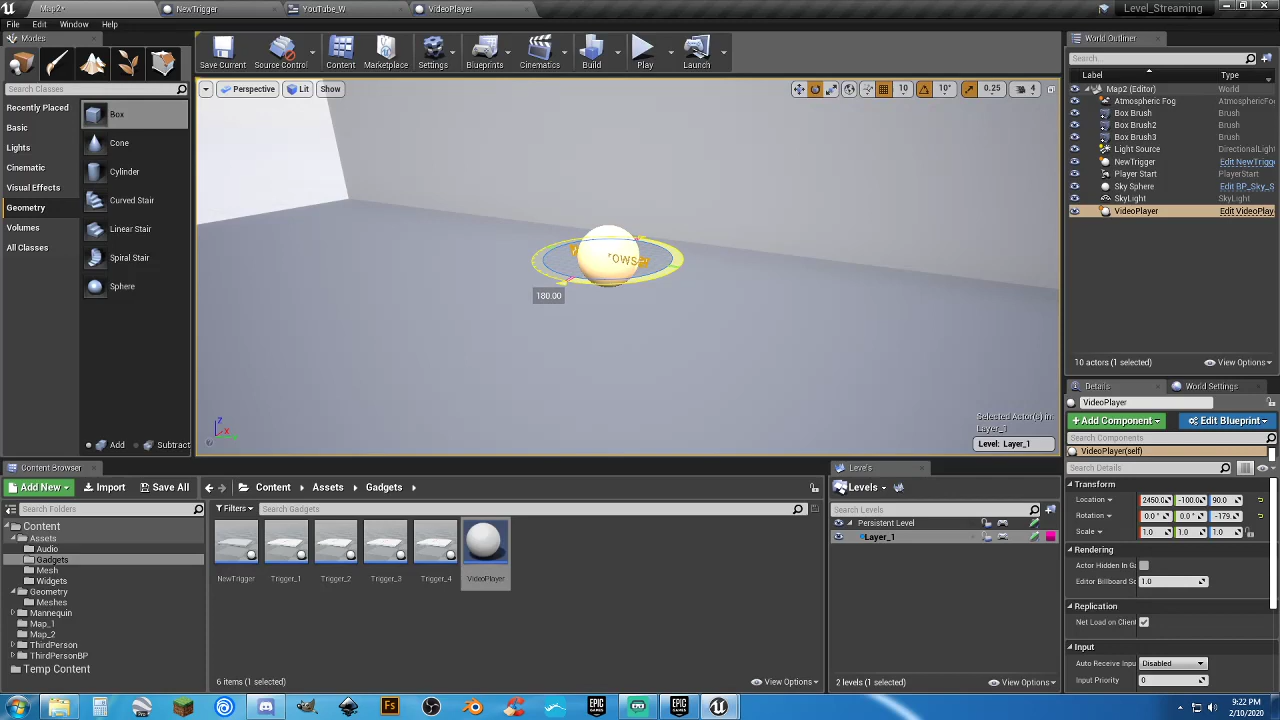 Map2*
NewTrigger
YouTube_W
VideoPlayer
Level_Streaming
File Edit Window Help
Modes
Search Classes
Recently Placed
Basic
Lights
Cinematic
Visual Effects
Geometry
Volumes
All Classes
Box
Cone
Cylinder
Curved Stair
Linear Stair
Spiral Stair
Sphere
Add Subtract
Save Current Source Control Content Marketplace Settings Blueprints Cinematics Build Play Launch
Perspective Lit Show
10 10° 0.25 4
180.00
Selected Actor(s) in:
Layer_1
Level: Layer_1
World Outliner
Search...
Label Type
Map2 (Editor) World
Atmospheric Fog AtmosphericF
Box Brush Brush
Box Brush2 Brush
Box Brush3 Brush
Light Source DirectionalLigh
NewTrigger Edit NewTrigg
Player Start PlayerStart
Sky Sphere Edit BP_Sky_S
SkyLight SkyLight
VideoPlayer Edit VideoPlay
10 actors (1 selected) View Options
Details World Settings
VideoPlayer
+ Add Component Edit Blueprint
Search Components
VideoPlayer(self)
Search Details
Transform
Location 2450.0 -100.0 90.0
Rotation 0.0° 0.0° -179.
Scale 1.0 1.0 1.0
Rendering
Actor Hidden In Ga
Editor Billboard Sc 1.0
Replication
Net Load on Client
Input
Auto Receive Inpu Disabled
Input Priority 0
Content Browser
Add New Import Save All Content Assets Gadgets
Search Folders
Filters Search Gadgets
Content
Assets
Audio
Gadgets
Mesh
Widgets
Geometry
Meshes
Mannequin
Map_1
Map_2
ThirdPerson
ThirdPersonBP
Temp Content
NewTrigger Trigger_1 Trigger_2 Trigger_3 Trigger_4 VideoPlayer
6 items (1 selected) View Options
Levels
Levels
Search Levels
Persistent Level
Layer_1
2 levels (1 selected) View Options
9:22 PM
2/10/2020